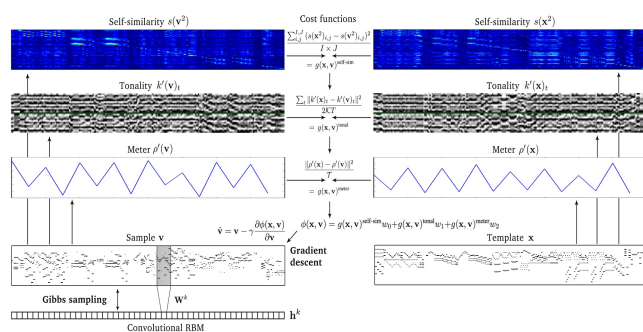 Self-similarity s(v²)
Cost functions
Self-similarity s(x²)
∑_{i,j}^{I,J} (s(x²)_{i,j} − s(v²)_{i,j})²
I × J
= g(x, v)^{self-sim}
Tonality k′(v)_t
Tonality k′(x)_t
∑_t ‖k′(x)_t − k′(v)_t‖²
2KT
= g(x, v)^{tonal}
Meter ρ′(v)
Meter ρ′(x)
‖ρ′(x) − ρ′(v)‖²
T
= g(x, v)^{meter}
φ(x, v) = g(x, v)^{self-sim}w₀+g(x, v)^{tonal}w₁+g(x, v)^{meter}w₂
v̂ = v − γ ∂φ(x, v)
∂v
Sample v
Gradient
descent
Template x
Gibbs sampling
W^k
h^k
Convolutional RBM